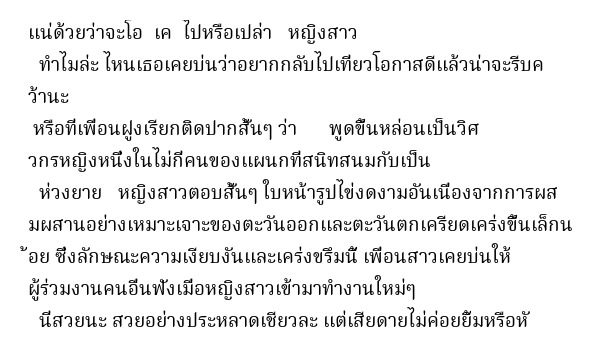 แน่ด้วยว่าจะโอ เค ไปหรือเปล่า หญิงสาว
ทำไมล่ะ ไหนเธอเคยบ่นว่าอยากกลับไปเที่ยวโอกาสดีแล้วน่าจะรีบค
ว้านะ
หรือที่เพื่อนฝูงเรียกติดปากสั้นๆ ว่า พูดขึ้นหล่อนเป็นวิศ
วกรหญิงหนึ่งในไม่กี่คนของแผนกที่สนิทสนมกับเป็น
ห่วงยาย หญิงสาวตอบสั้นๆ ใบหน้ารูปไข่งดงามอันเนื่องจากการผส
มผสานอย่างเหมาะเจาะของตะวันออกและตะวันตกเครียดเคร่งขึ้นเล็กน
้อย ซึ่งลักษณะความเงียบงันและเคร่งขรึมนี้ เพื่อนสาวเคยบ่นให้
ผู้ร่วมงานคนอื่นฟังเมื่อหญิงสาวเข้ามาทำงานใหม่ๆ
นี่สวยนะ สวยอย่างประหลาดเชียวละ แต่เสียดายไม่ค่อยยิ้มหรือหั